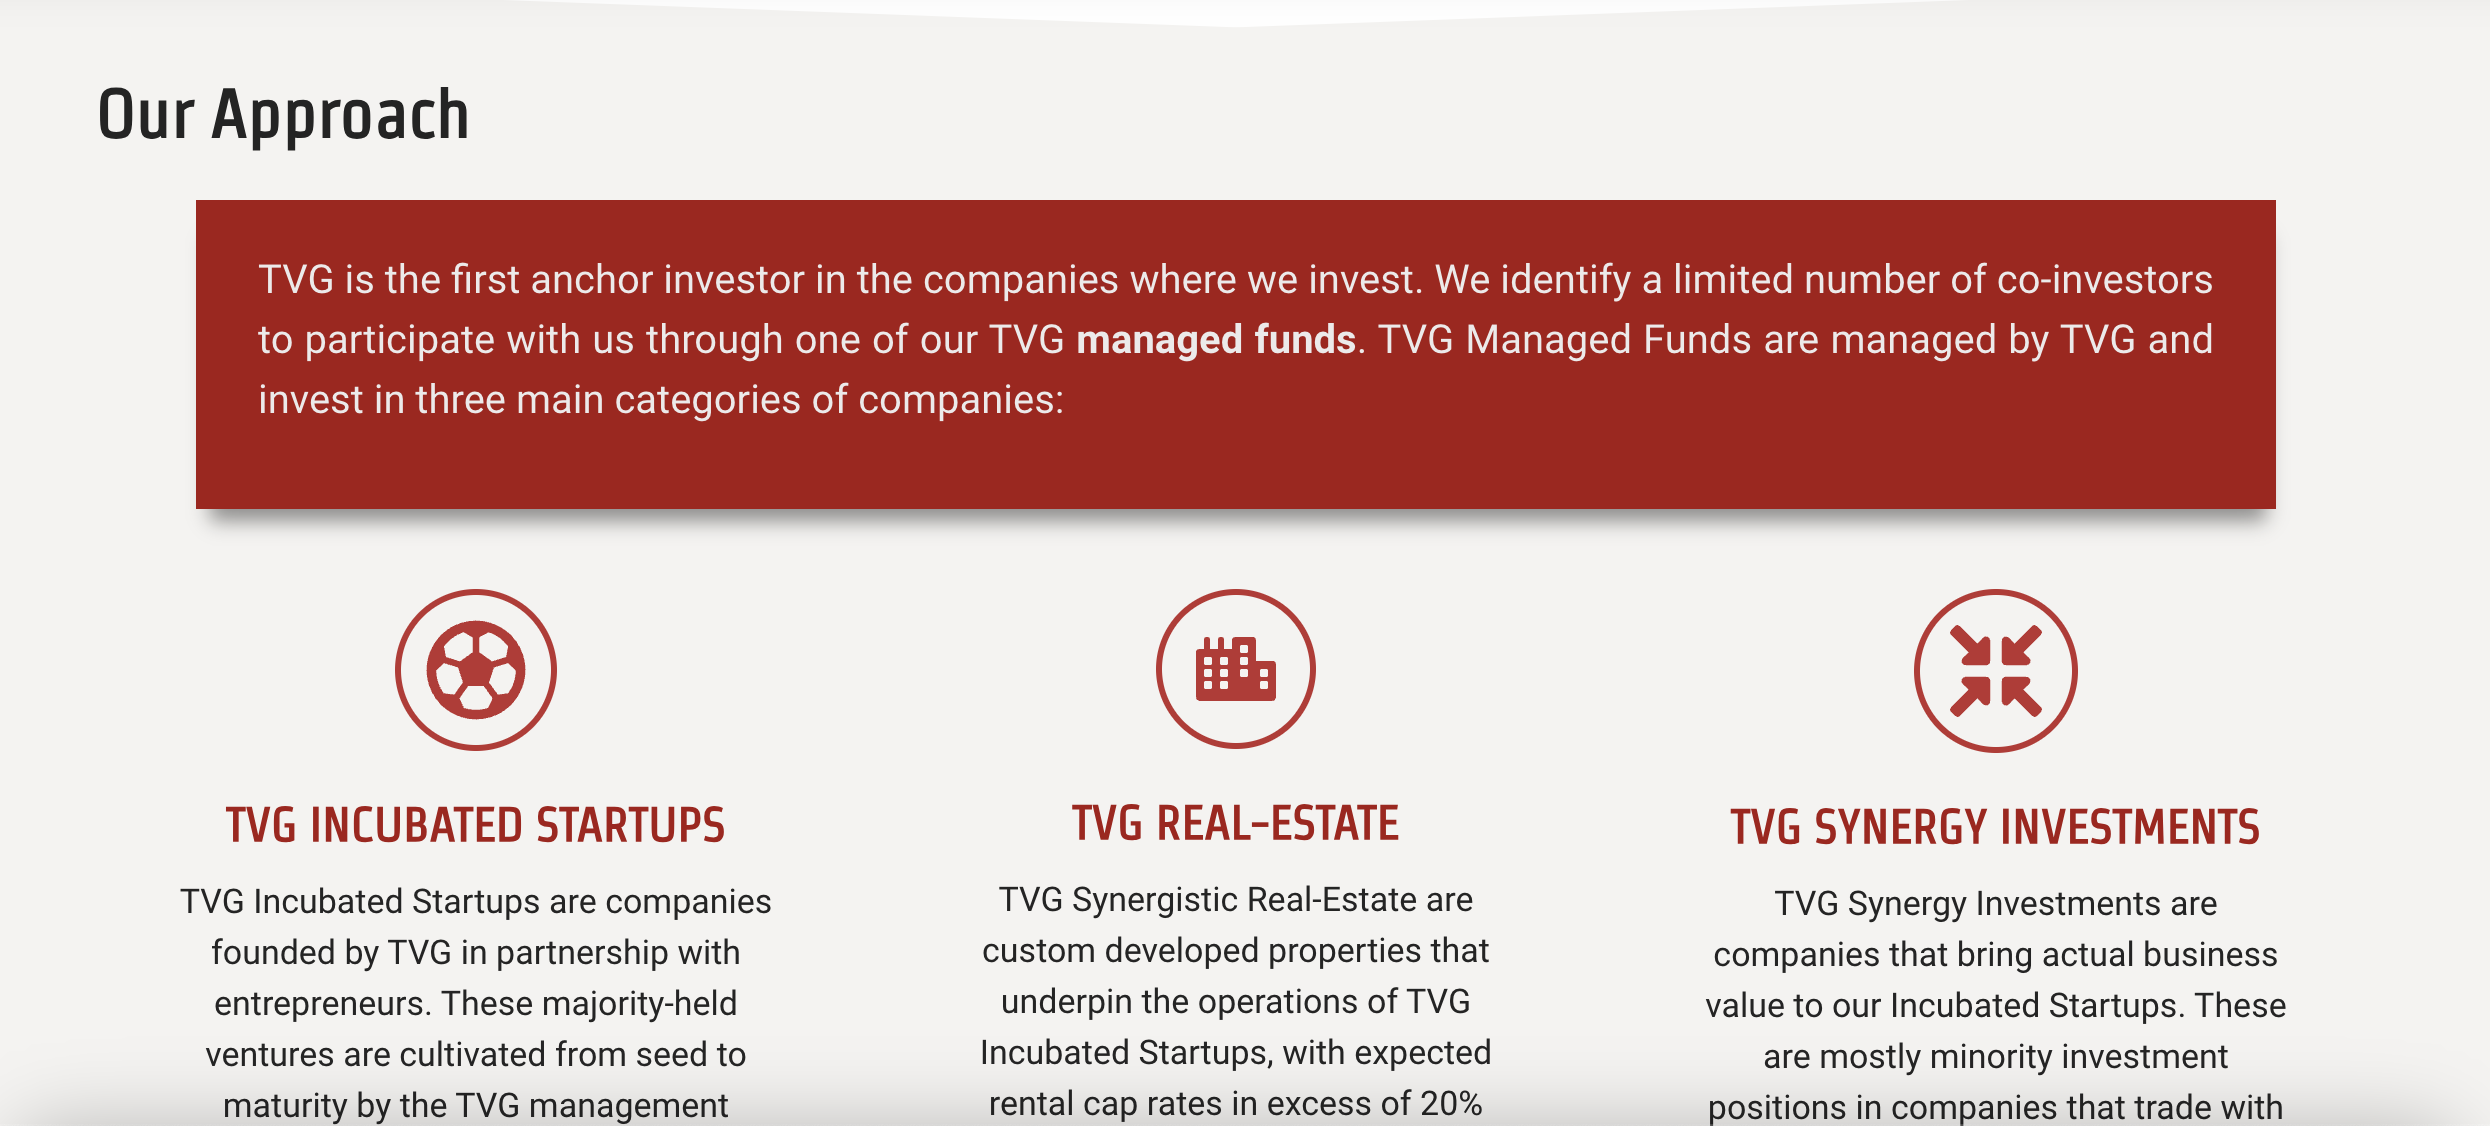 Our Approach
TVG is the first anchor investor in the companies where we invest. We identify a limited number of co-investors
to participate with us through one of our TVG managed funds. TVG Managed Funds are managed by TVG and
invest in three main categories of companies:
TVG INCUBATED STARTUPS
TVG Incubated Startups are companies
founded by TVG in partnership with
entrepreneurs. These majority-held
ventures are cultivated from seed to
maturity by the TVG management
TVG REAL-ESTATE
TVG Synergistic Real-Estate are
custom developed properties that
underpin the operations of TVG
Incubated Startups, with expected
rental cap rates in excess of 20%
TVG SYNERGY INVESTMENTS
TVG Synergy Investments are
companies that bring actual business
value to our Incubated Startups. These
are mostly minority investment
positions in companies that trade with